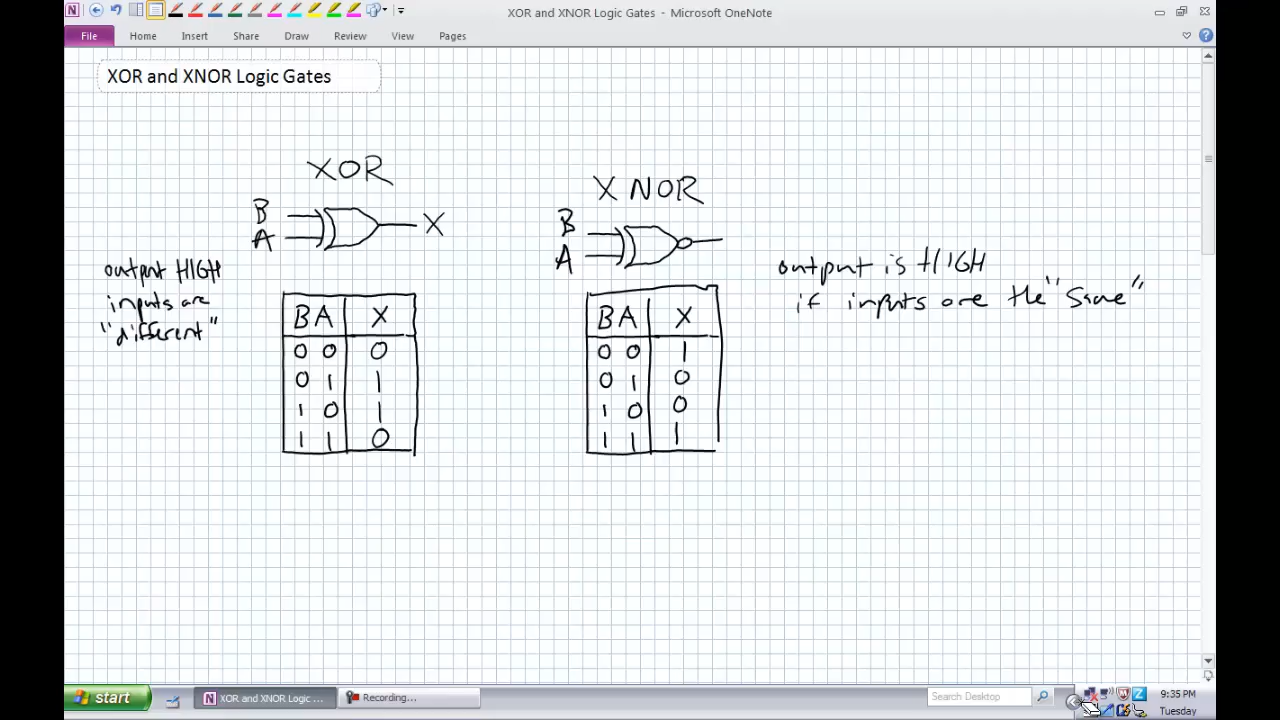 XOR and XNOR Logic Gates - Microsoft OneNote
File Home Insert Share Draw Review View Pages
XOR and XNOR Logic Gates
XOR
B
A
X
output HIGH
inputs are
"different"
B A X
0 0 0
0 1 1
1 0 1
1 1 0
X NOR
B
A
B A X
0 0 1
0 1 0
1 0 0
1 1 1
output is HIGH
if inputs are the "Same"
start
XOR and XNOR Logic ...
Recording...
Search Desktop
9:35 PM
Tuesday